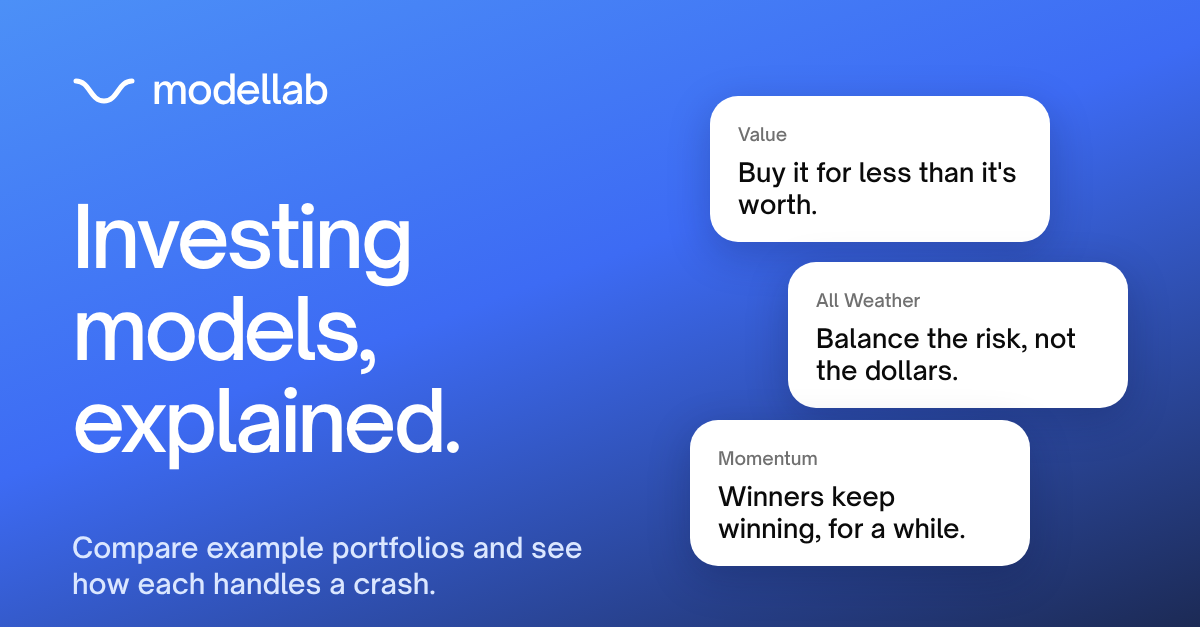 modellab
Investing
models,
explained.
Compare example portfolios and see
how each handles a crash.
Value
Buy it for less than it's
worth.
All Weather
Balance the risk, not
the dollars.
Momentum
Winners keep
winning, for a while.